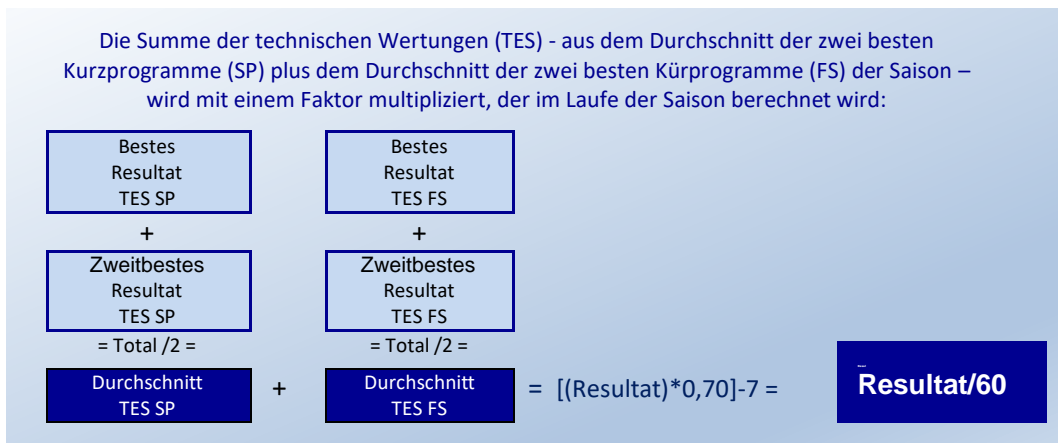 Die Summe der technischen Wertungen (TES) - aus dem Durchschnitt der zwei besten
Kurzprogramme (SP) plus dem Durchschnitt der zwei besten Kürprogramme (FS) der Saison –
wird mit einem Faktor multipliziert, der im Laufe der Saison berechnet wird:
Bestes
Resultat
TES SP
+
Zweitbestes
Resultat
TES SP
= Total /2 =
Durchschnitt
TES SP
+
Bestes
Resultat
TES FS
+
Zweitbestes
Resultat
TES FS
= Total /2 =
Durchschnitt
TES FS
= [(Resultat)*0,70]-7 =
Resultat/60